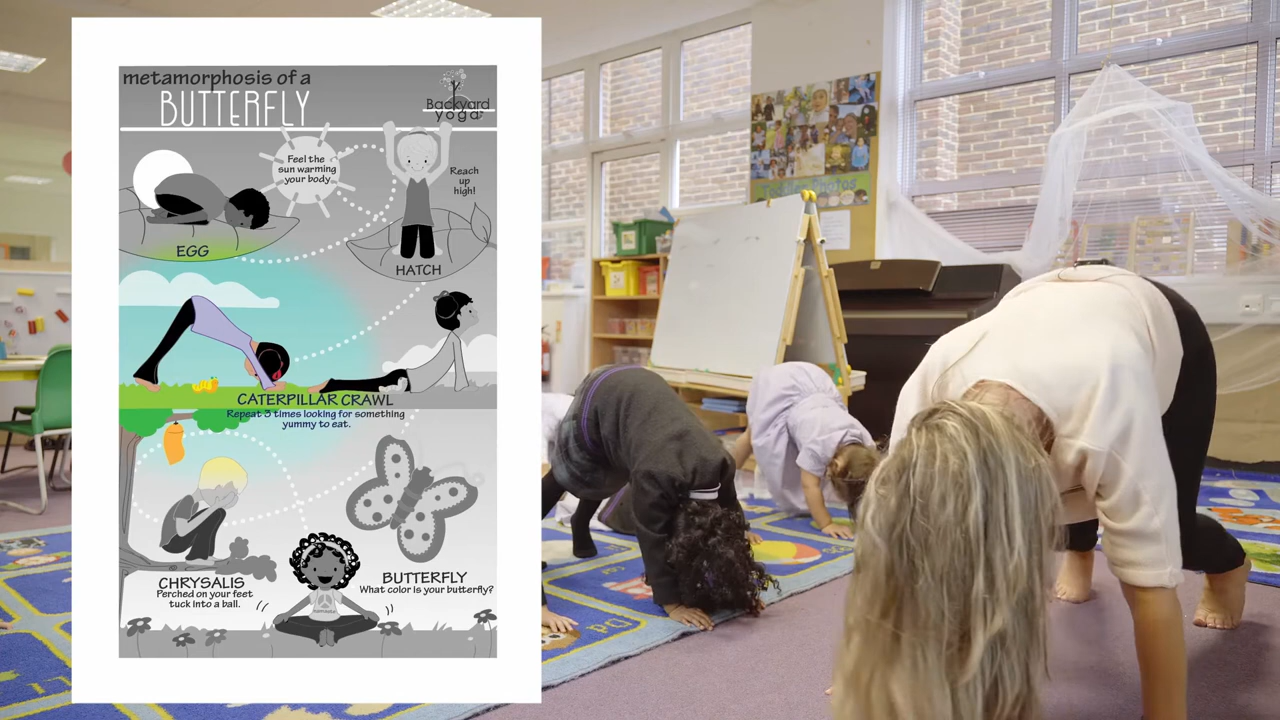 metamorphosis of a
BUTTERFLY
Backyard
yoga
Feel the
sun warming
your body
Reach
up
high!
EGG
HATCH
CATERPILLAR CRAWL
Repeat 3 times looking for something
yummy to eat.
CHRYSALIS
Perched on your feet
tuck into a ball.
BUTTERFLY
What color is your butterfly?
Toddler Photos